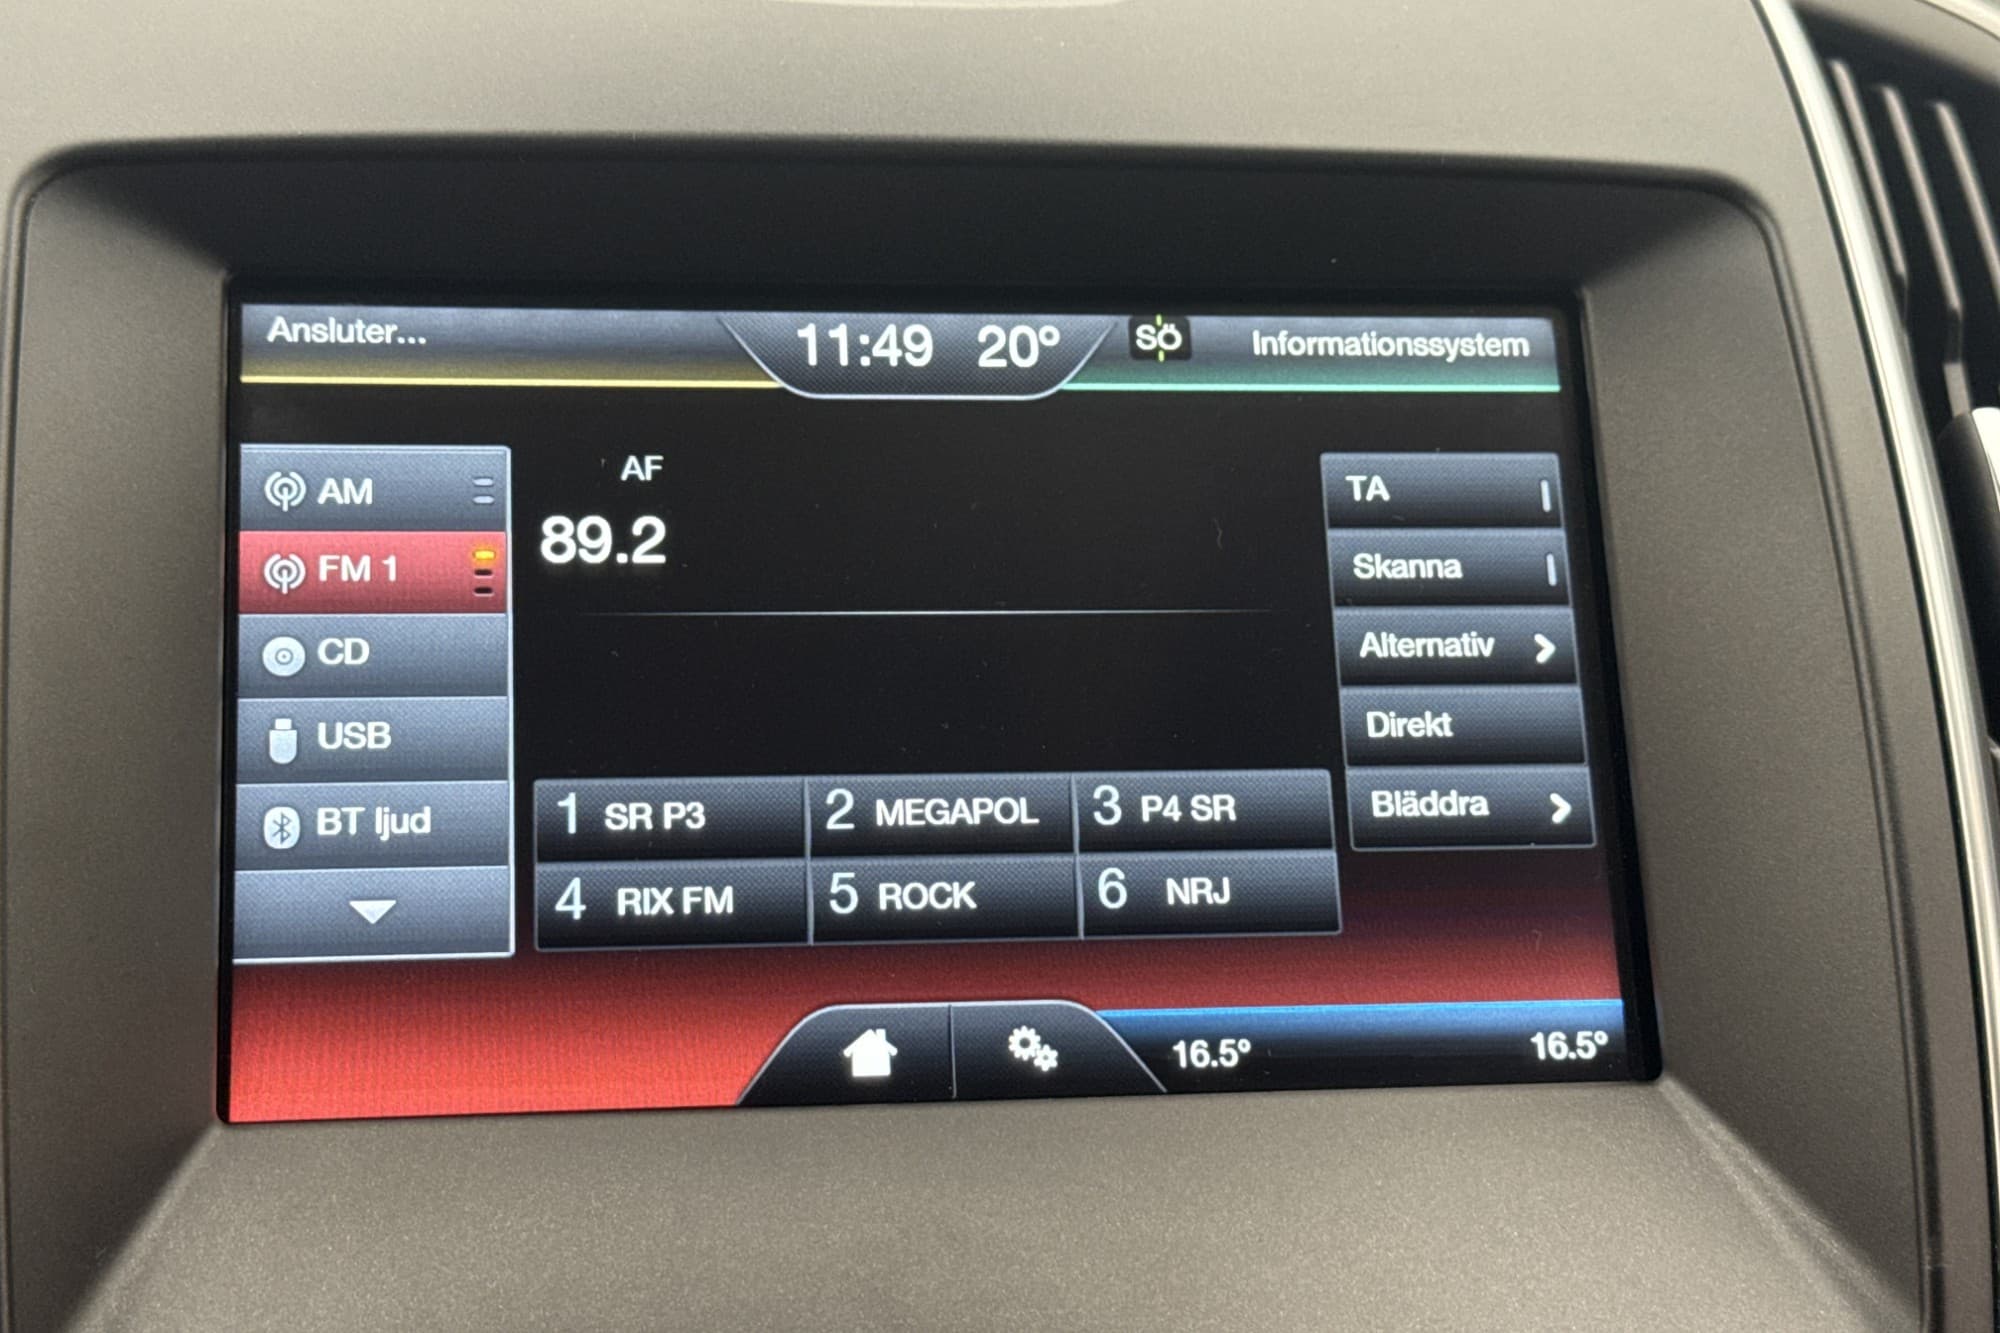 Ansluter...
11:49 20°
SÖ
Informationssystem
AM
FM 1
CD
USB
BT ljud
AF
89.2
1 SR P3
2 MEGAPOL
3 P4 SR
4 RIX FM
5 ROCK
6 NRJ
TA
Skanna
Alternativ
Direkt
Bläddra
16.5°
16.5°